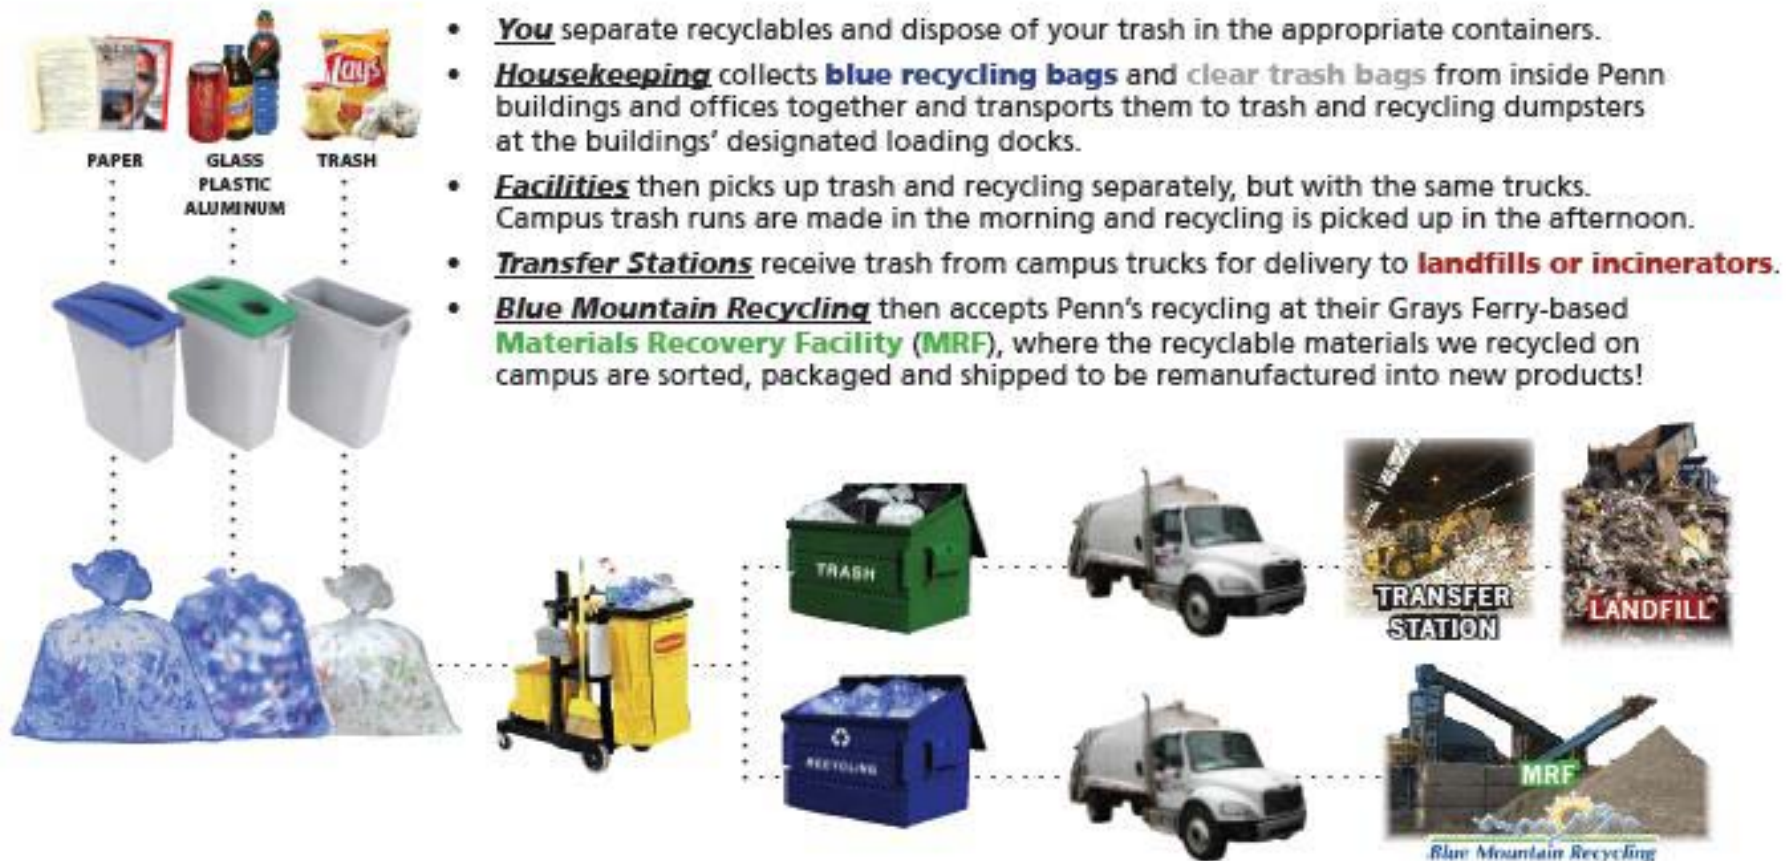 • You separate recyclables and dispose of your trash in the appropriate containers.
• Housekeeping collects blue recycling bags and clear trash bags from inside Penn
buildings and offices together and transports them to trash and recycling dumpsters
at the buildings’ designated loading docks.
• Facilities then picks up trash and recycling separately, but with the same trucks.
Campus trash runs are made in the morning and recycling is picked up in the afternoon.
• Transfer Stations receive trash from campus trucks for delivery to landfills or incinerators.
• Blue Mountain Recycling then accepts Penn’s recycling at their Grays Ferry-based
Materials Recovery Facility (MRF), where the recyclable materials we recycled on
campus are sorted, packaged and shipped to be remanufactured into new products!
Lays
PAPER
GLASS
PLASTIC
ALUMINUM
TRASH
TRASH
TRANSFER
STATION
LANDFILL
RECYCLING
MRF
Blue Mountain Recycling